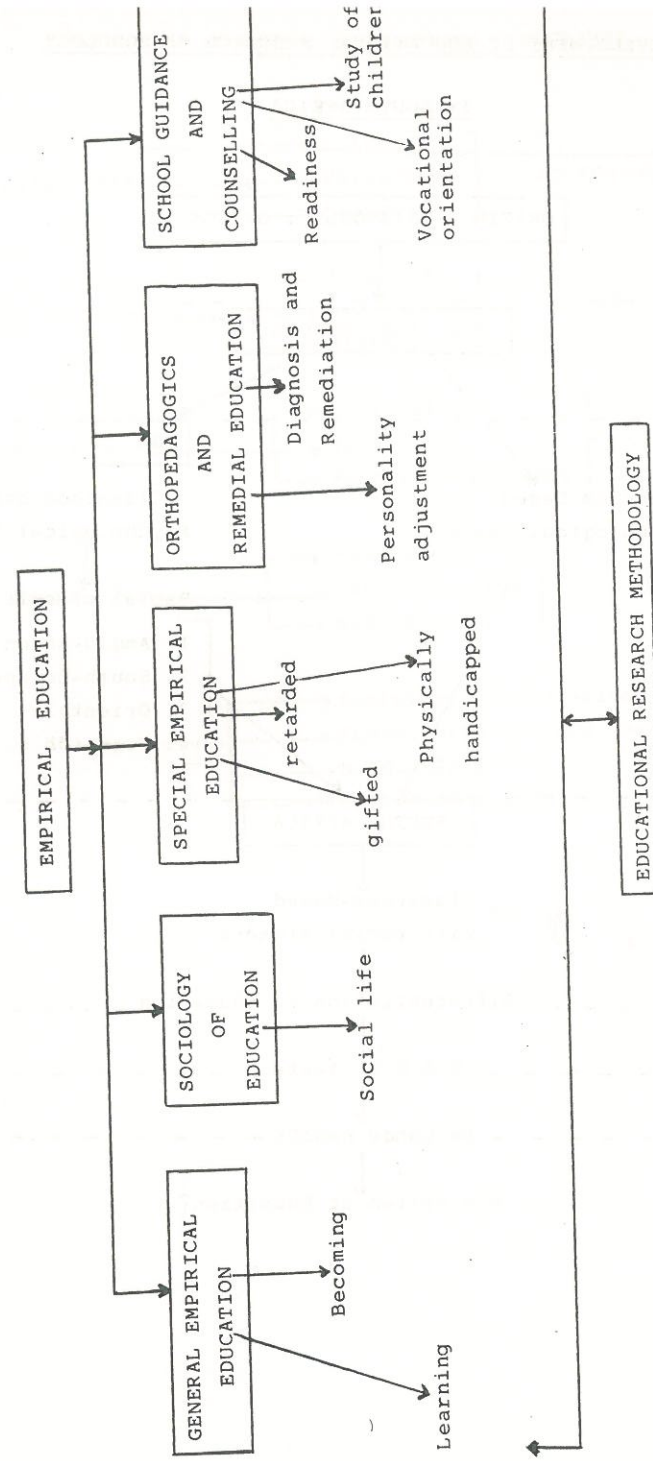 EMPIRICAL EDUCATION
GENERAL EMPIRICAL
EDUCATION
Learning
Becoming
SOCIOLOGY
OF
EDUCATION
Social life
SPECIAL EMPIRICAL
EDUCATION
gifted
retarded
Physically
handicapped
ORTHOPEDAGOGICS
AND
REMEDIAL EDUCATION
Personality
adjustment
Diagnosis and
Remediation
SCHOOL GUIDANCE
AND
COUNSELLING
Readiness
Vocational
orientation
Study of
children
EDUCATIONAL RESEARCH METHODOLOGY